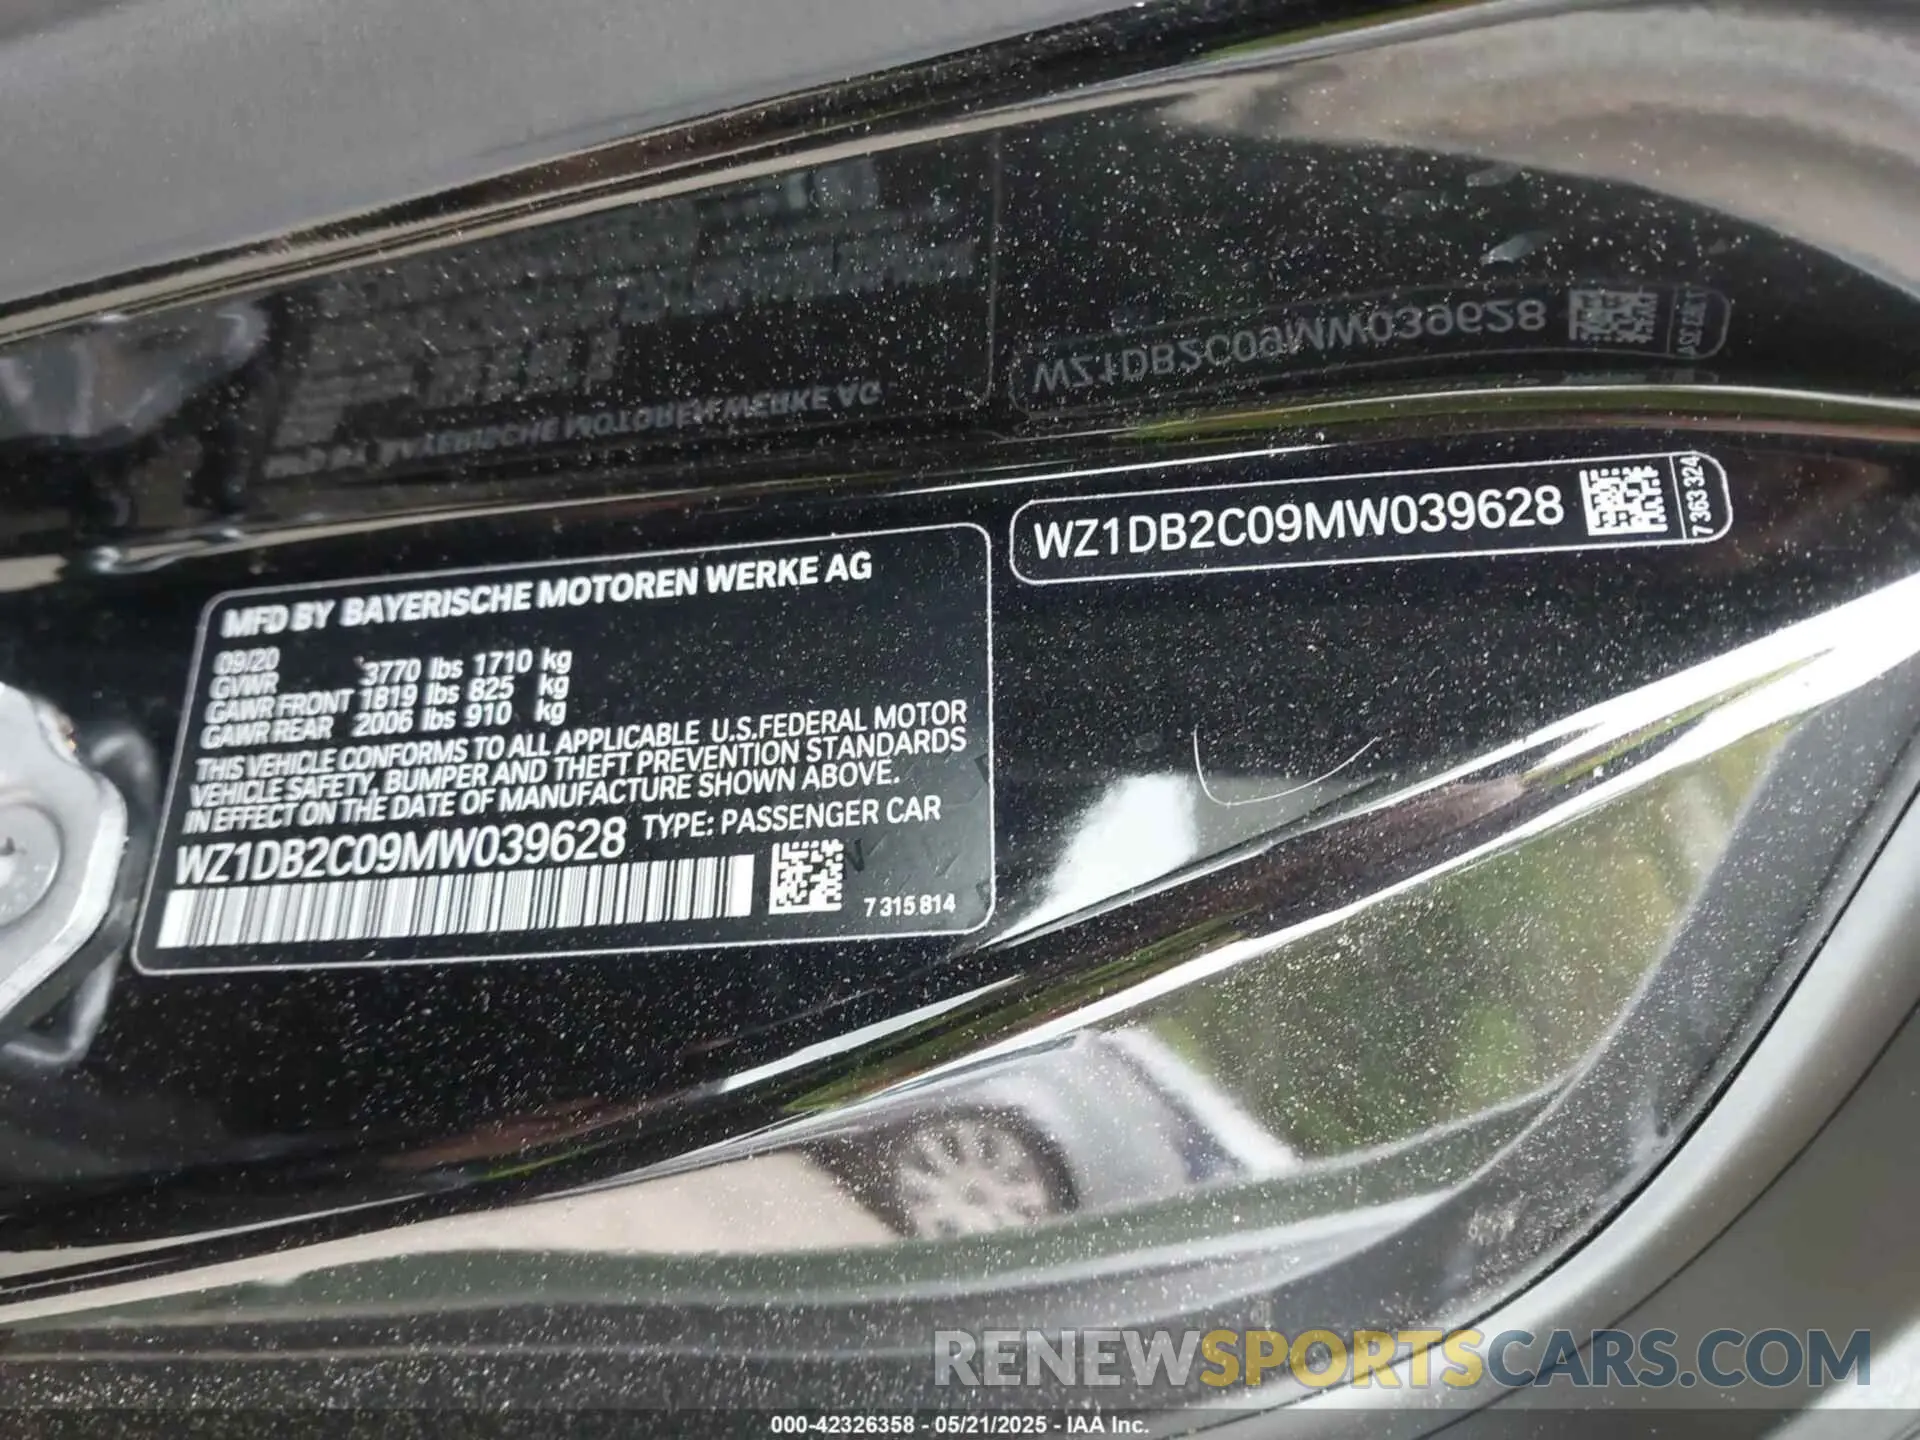 WZ1DB2C09MW039628
7 363 324
MFD BY BAYERISCHE MOTOREN WERKE AG
09/20
GVWR 3770 lbs 1710 kg
GAWR FRONT 1819 lbs 825 kg
GAWR REAR 2006 lbs 910 kg
THIS VEHICLE CONFORMS TO ALL APPLICABLE U.S.FEDERAL MOTOR
VEHICLE SAFETY, BUMPER AND THEFT PREVENTION STANDARDS
IN EFFECT ON THE DATE OF MANUFACTURE SHOWN ABOVE.
WZ1DB2C09MW039628 TYPE: PASSENGER CAR
7 315 814
RENEWSPORTSCARS.COM
000-42326358 - 05/21/2025 - IAA Inc.